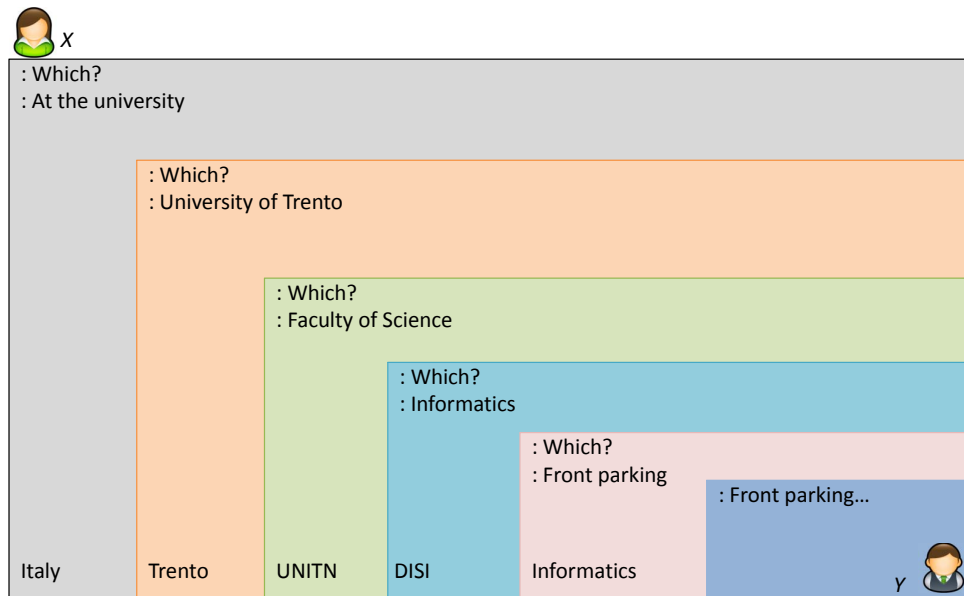 X
: Which?
: At the university
: Which?
: University of Trento
: Which?
: Faculty of Science
: Which?
: Informatics
: Which?
: Front parking
: Front parking…
Italy
Trento
UNITN
DISI
Informatics
Y